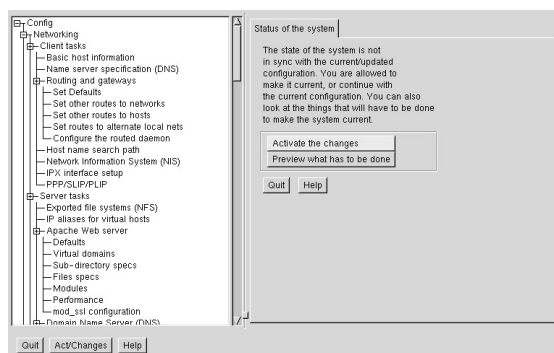 Config
Networking
Client tasks
Basic host information
Name server specification (DNS)
Routing and gateways
Set Defaults
Set other routes to networks
Set other routes to hosts
Set routes to alternate local nets
Configure the routed daemon
Host name search path
Network Information System (NIS)
IPX interface setup
PPP/SLIP/PLIP
Server tasks
Exported file systems (NFS)
IP aliases for virtual hosts
Apache Web server
Defaults
Virtual domains
Sub-directory specs
Files specs
Modules
Performance
mod_ssl configuration
Domain Name Server (DNS)
Status of the system
The state of the system is not
in sync with the current/updated
configuration. You are allowed to
make it current, or continue with
the current configuration. You can also
look at the things that will have to be done
to make the system current.
Activate the changes
Preview what has to be done
Quit Help
Quit Act/Changes Help